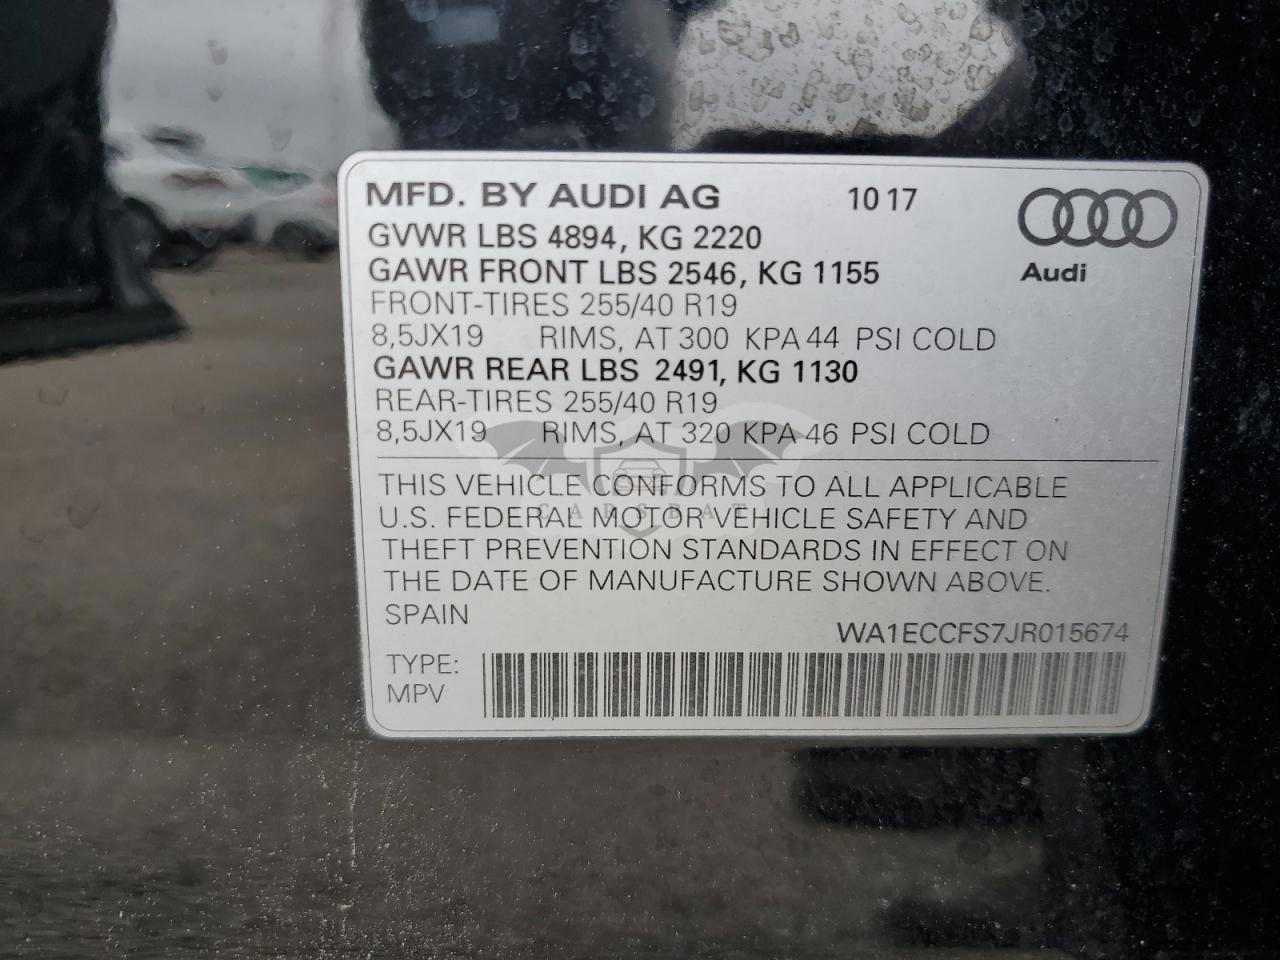 MFD. BY AUDI AG 10 17
GVWR LBS 4894, KG 2220
GAWR FRONT LBS 2546, KG 1155
Audi
FRONT-TIRES 255/40 R19
8,5JX19 RIMS, AT 300 KPA 44 PSI COLD
GAWR REAR LBS 2491, KG 1130
REAR-TIRES 255/40 R19
8,5JX19 RIMS, AT 320 KPA 46 PSI COLD
THIS VEHICLE CONFORMS TO ALL APPLICABLE
CARSBAT
U.S. FEDERAL MOTOR VEHICLE SAFETY AND
THEFT PREVENTION STANDARDS IN EFFECT ON
THE DATE OF MANUFACTURE SHOWN ABOVE.
SPAIN
WA1ECCFS7JR015674
TYPE:
MPV